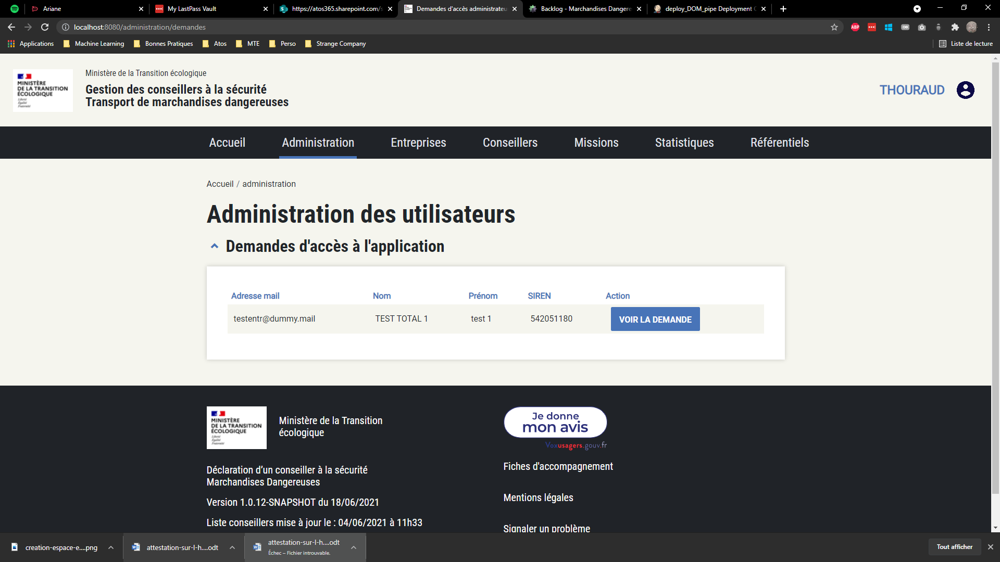 Ariane
My LastPass Vault
https://atos365.sharepoint.com/s
Demandes d'accès administrateu
Backlog - Marchandises Dangere
deploy_DOM_pipe Deployment
localhost:8080/administration/demandes
ABP
Applications
Machine Learning
Bonnes Pratiques
Atos
MTE
Perso
Strange Company
Liste de lecture
MINISTÈRE
DE LA TRANSITION
ÉCOLOGIQUE
Liberté
Égalité
Fraternité
Ministère de la Transition écologique
Gestion des conseillers à la sécurité
Transport de marchandises dangereuses
THOURAUD
Accueil
Administration
Entreprises
Conseillers
Missions
Statistiques
Référentiels
Accueil / administration
Administration des utilisateurs
Demandes d'accès à l'application
Adresse mail
Nom
Prénom
SIREN
Action
testentr@dummy.mail
TEST TOTAL 1
test 1
542051180
VOIR LA DEMANDE
MINISTÈRE
DE LA TRANSITION
ÉCOLOGIQUE
Liberté
Égalité
Fraternité
Ministère de la Transition
écologique
Déclaration d’un conseiller à la sécurité
Marchandises Dangereuses
Version 1.0.12-SNAPSHOT du 18/06/2021
Liste conseillers mise à jour le : 04/06/2021 à 11h33
Je donne
mon avis
Voxusagers.gouv.fr
Fiches d'accompagnement
Mentions légales
Signaler un problème
creation-espace-e....png
attestation-sur-l-h....odt
attestation-sur-l-h....odt
Échec – Fichier introuvable.
Tout afficher